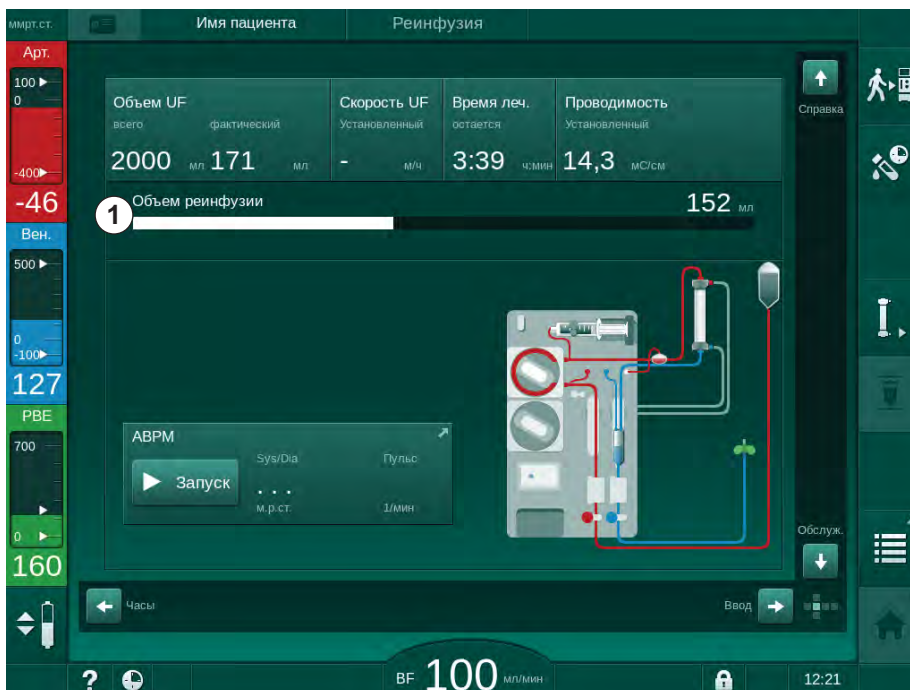 ммрт.ст. Имя пациента Реинфузия
Арт.
100
0
-400
-46
Вен.
500
0
-100
127
PBE
700
0
160
Объем UF
всего фактический
2000 мл 171 мл
Скорость UF
Установленный
- м/ч
Время леч.
остается
3:39 ч:мин
Проводимость
Установленный
14,3 мС/см
1 Объем реинфузии 152 мл
ABPM
Sys/Dia Пульс
Запуск
. . .
м.р.ст. 1/мин
Справка
Обслуж.
Часы Ввод
? BF 100 мл/мин 12:21